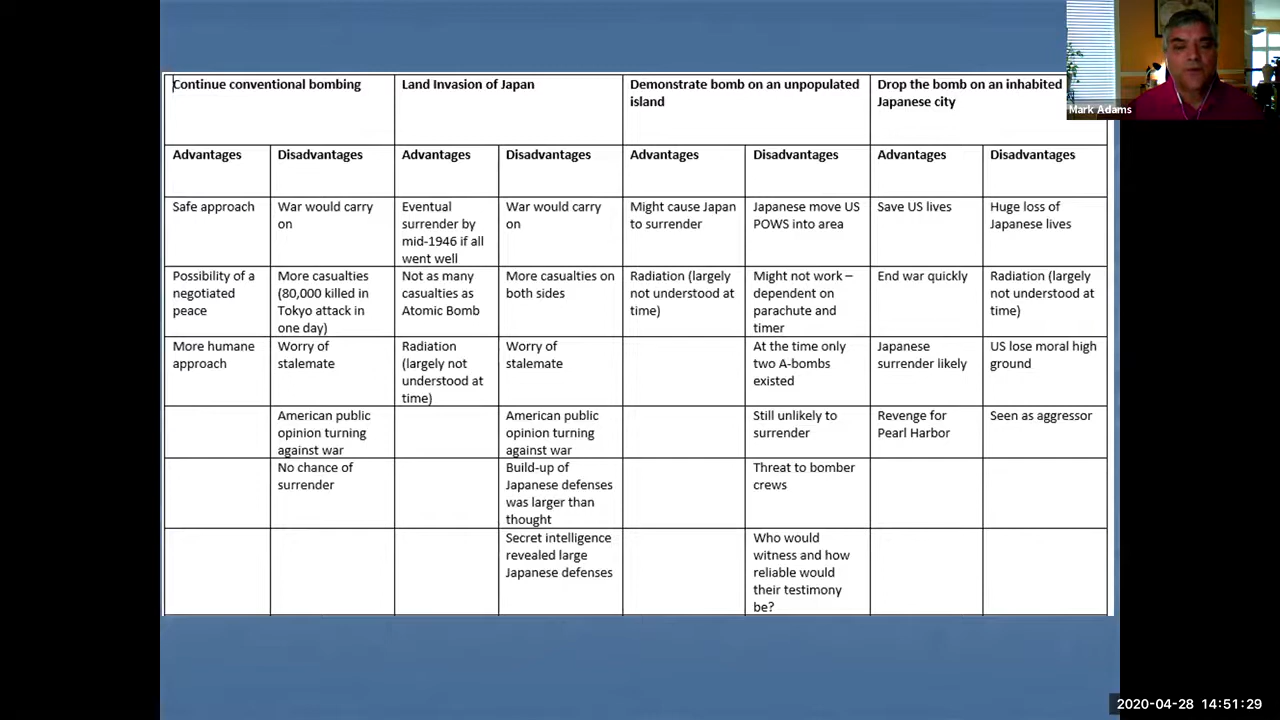 Continue conventional bombing
Lnd Invasion of Japan
Demonstrate bomb on an unpopulated
island
Drop the bomb on an inhabited
Japanese city
Mark Adams
Advantages
Disadvantages
Advantages
Disadvantages
Advantages
Disadvantages
Advantages
Disadvantages
Safe approach
War would carry
on
Eventual
surrender by
mid-1946 if all
went well
War would carry
on
Might cause Japan
to surrender
Japanese move US
POWS into area
Save US lives
Huge loss of
Japanese lives
Possibility of a
negotiated
peace
More casualties
(80,000 killed in
Tokyo attack in
one day)
Not as many
casualties as
Atomic Bomb
More casualties on
both sides
Radiation (largely
not understood at
time)
Might not work –
dependent on
parachute and
timer
End war quickly
Radiation (largely
not understood at
time)
More humane
approach
Worry of
stalemate
Radiation
(largely not
understood at
time)
Worry of
stalemate
At the time only
two A-bombs
existed
Japanese
surrender likely
US lose moral high
ground
American public
opinion turning
against war
American public
opinion turning
against war
Still unlikely to
surrender
Revenge for
Pearl Harbor
Seen as aggressor
No chance of
surrender
Build-up of
Japanese defenses
was larger than
thought
Threat to bomber
crews
Secret intelligence
revealed large
Japanese defenses
Who would
witness and how
reliable would
their testimony
be?
2020-04-28 14:51:29